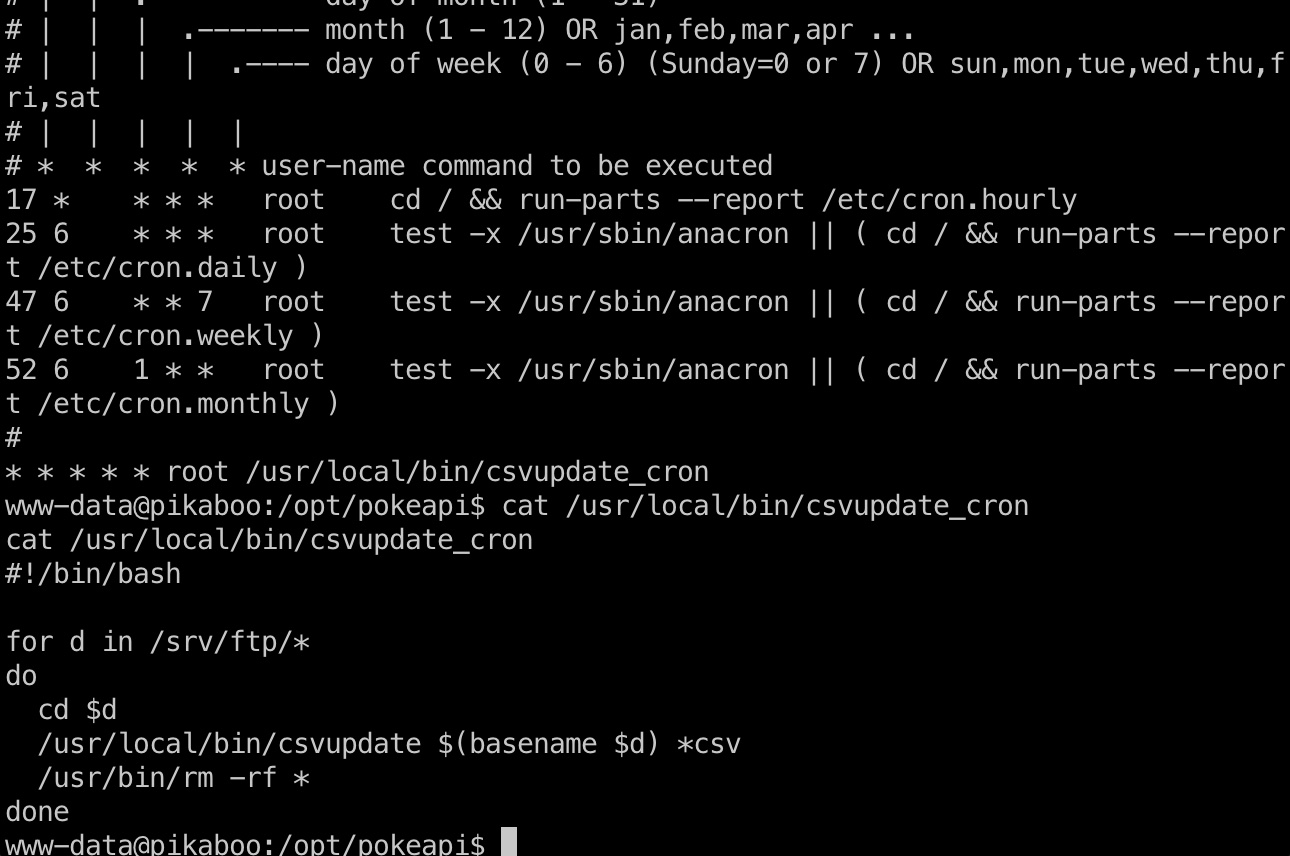 # |  |  .-------- day of month (1 - 31)
# |  |  |  .------- month (1 - 12) OR jan,feb,mar,apr ...
# |  |  |  |  .---- day of week (0 - 6) (Sunday=0 or 7) OR sun,mon,tue,wed,thu,f
ri,sat
# |  |  |  |  |
# *  *  *  *  * user-name command to be executed
17 *    * * *   root    cd / && run-parts --report /etc/cron.hourly
25 6    * * *   root    test -x /usr/sbin/anacron || ( cd / && run-parts --repor
t /etc/cron.daily )
47 6    * * 7   root    test -x /usr/sbin/anacron || ( cd / && run-parts --repor
t /etc/cron.weekly )
52 6    1 * *   root    test -x /usr/sbin/anacron || ( cd / && run-parts --repor
t /etc/cron.monthly )
#
* * * * * root /usr/local/bin/csvupdate_cron
www-data@pikaboo:/opt/pokeapi$ cat /usr/local/bin/csvupdate_cron
cat /usr/local/bin/csvupdate_cron
#!/bin/bash

for d in /srv/ftp/*
do
  cd $d
  /usr/local/bin/csvupdate $(basename $d) *csv
  /usr/bin/rm -rf *
done
www-data@pikaboo:/opt/pokeapi$